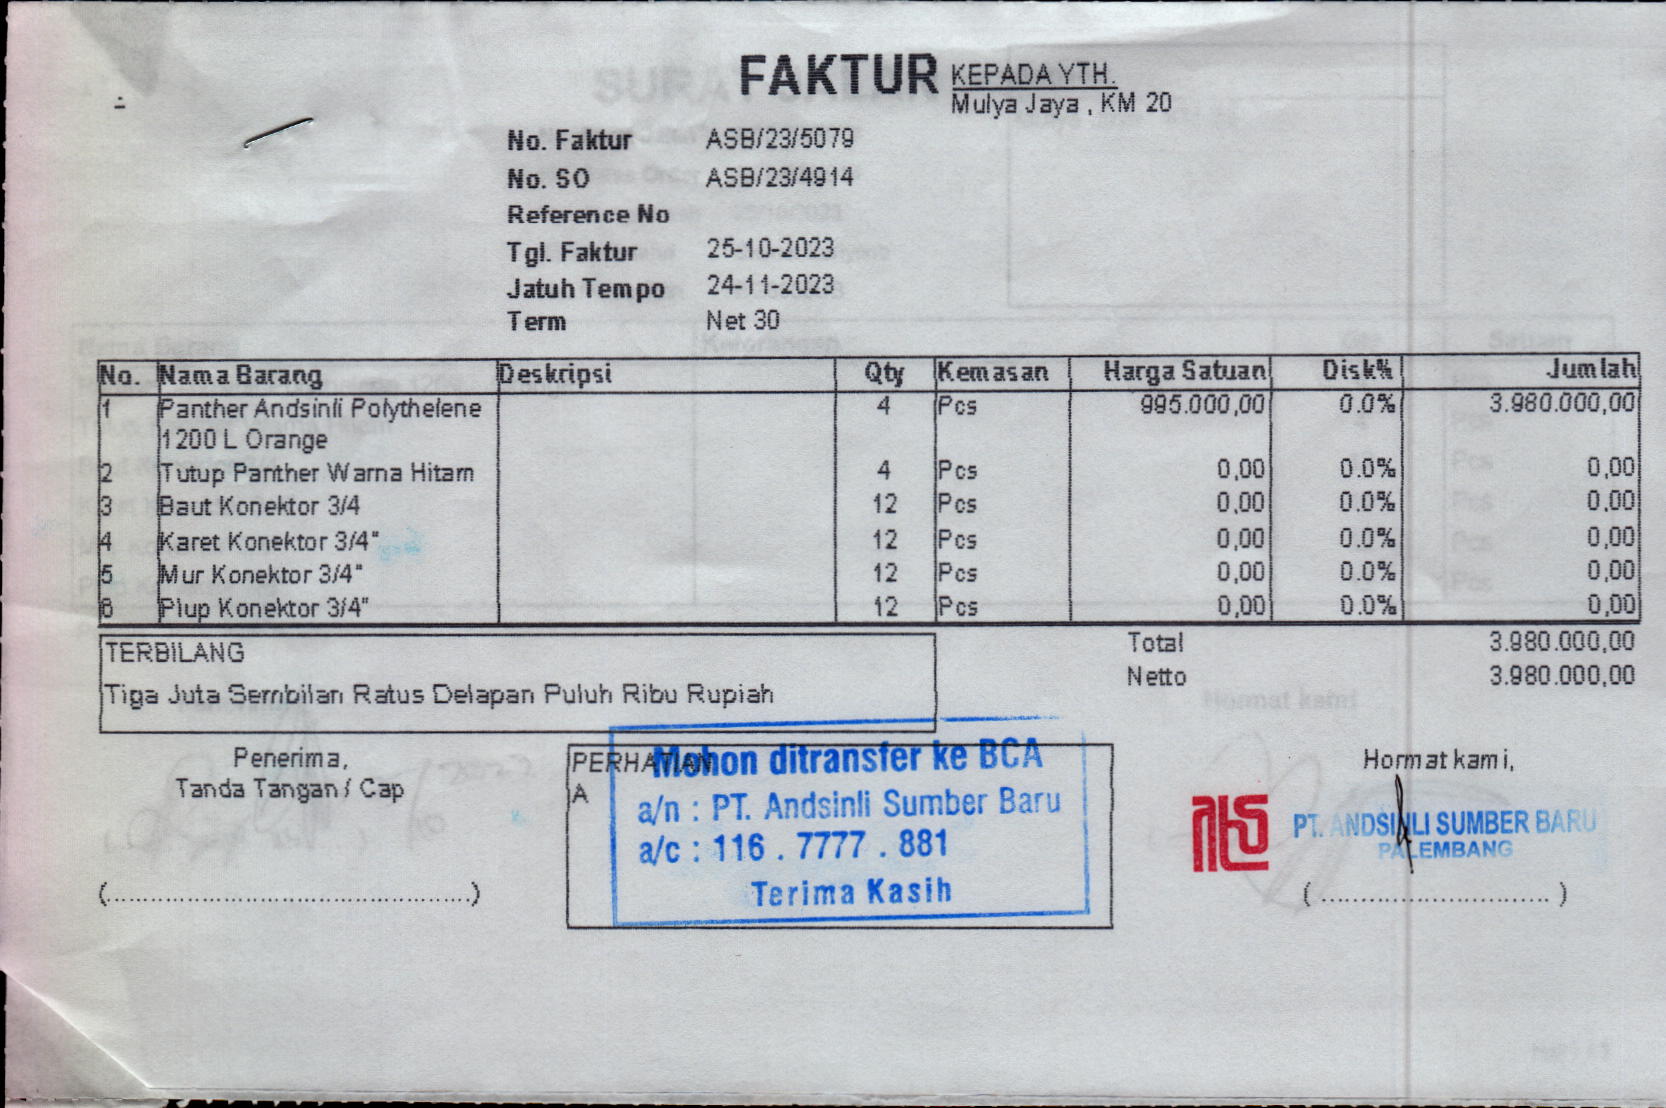 FAKTUR
KEPADA YTH.
Mulya Jaya , KM 20
No. Faktur ASB/23/5079
No. SO ASB/23/4914
Reference No
Tgl. Faktur 25-10-2023
Jatuh Tempo 24-11-2023
Term Net 30
No. Nama Barang Deskripsi Qty Kemasan Harga Satuan Disk% Jumlah
1 Panther Andsinli Polythelene 4 Pcs 995.000,00 0.0% 3.980.000,00
1200 L Orange
2 Tutup Panther Warna Hitam 4 Pcs 0,00 0.0% 0,00
3 Baut Konektor 3/4 12 Pcs 0,00 0.0% 0,00
4 Karet Konektor 3/4" 12 Pcs 0,00 0.0% 0,00
5 Mur Konektor 3/4" 12 Pcs 0,00 0.0% 0,00
6 Plup Konektor 3/4" 12 Pcs 0,00 0.0% 0,00
Total 3.980.000,00
Netto 3.980.000,00
TERBILANG
Tiga Juta Sembilan Ratus Delapan Puluh Ribu Rupiah
Penerima,
Tanda Tangan / Cap
(................................................)
PERHATIAN
A
Mohon ditransfer ke BCA
a/n : PT. Andsinli Sumber Baru
a/c : 116 . 7777 . 881
Terima Kasih
Hormat kami,
PT. ANDSINLI SUMBER BARU
PALEMBANG
( .............................. )